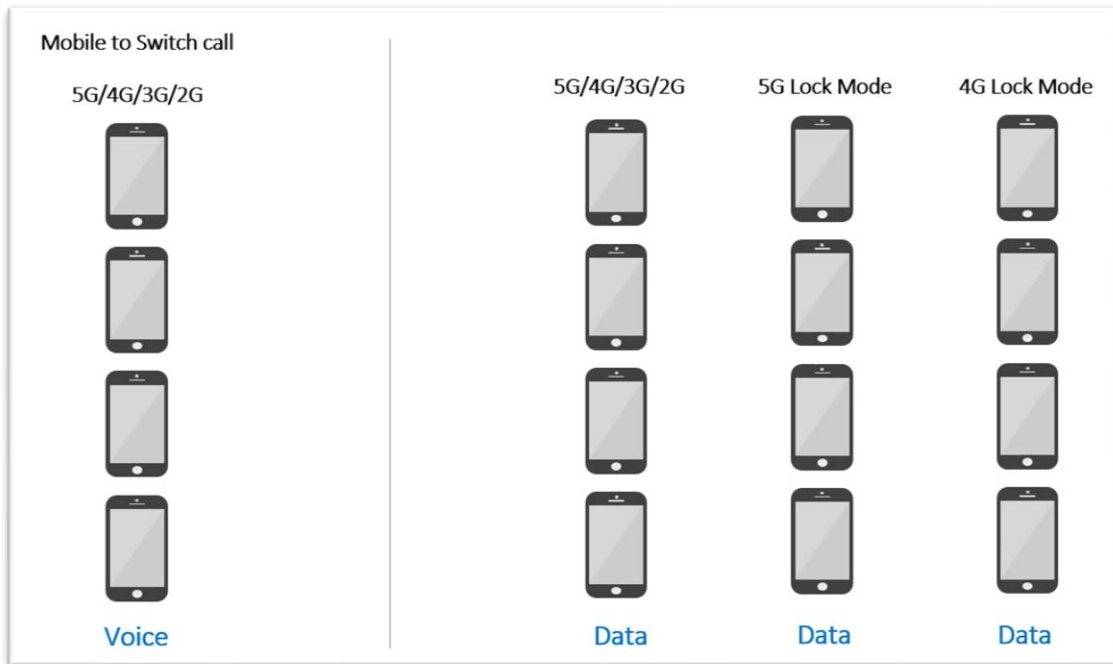 Mobile to Switch call
5G/4G/3G/2G
Voice
5G/4G/3G/2G
5G Lock Mode
4G Lock Mode
Data
Data
Data